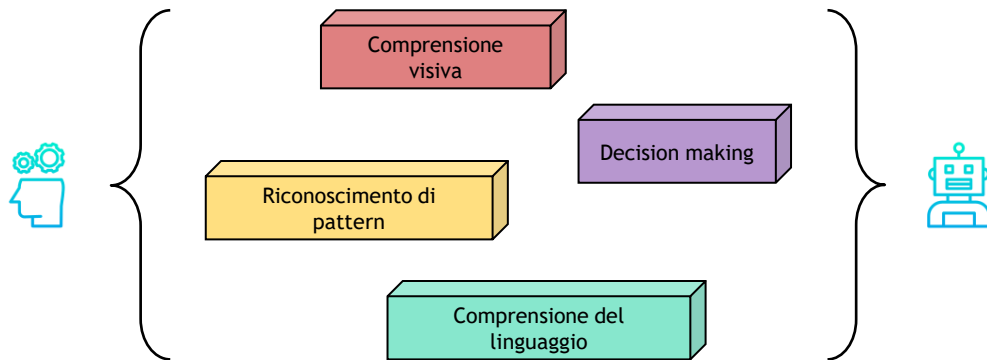 Comprensione
visiva
Decision making
Riconoscimento di
pattern
Comprensione del
linguaggio